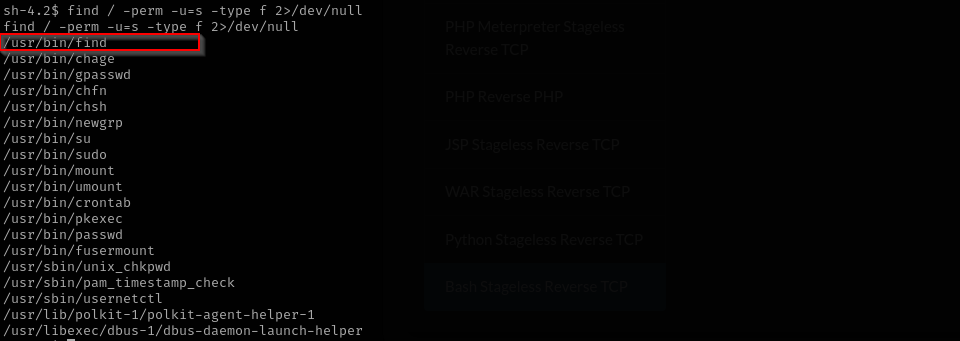 sh-4.2$ find / -perm -u=s -type f 2>/dev/null
find / -perm -u=s -type f 2>/dev/null
/usr/bin/find
/usr/bin/chage
/usr/bin/gpasswd
/usr/bin/chfn
/usr/bin/chsh
/usr/bin/newgrp
/usr/bin/su
/usr/bin/sudo
/usr/bin/mount
/usr/bin/umount
/usr/bin/crontab
/usr/bin/pkexec
/usr/bin/passwd
/usr/bin/fusermount
/usr/sbin/unix_chkpwd
/usr/sbin/pam_timestamp_check
/usr/sbin/usernetctl
/usr/lib/polkit-1/polkit-agent-helper-1
/usr/libexec/dbus-1/dbus-daemon-launch-helper
PHP Meterpreter Stageless
Reverse TCP
PHP Reverse PHP
JSP Stageless Reverse TCP
WAR Stageless Reverse TCP
Python Stageless Reverse TCP
Bash Stageless Reverse TCP